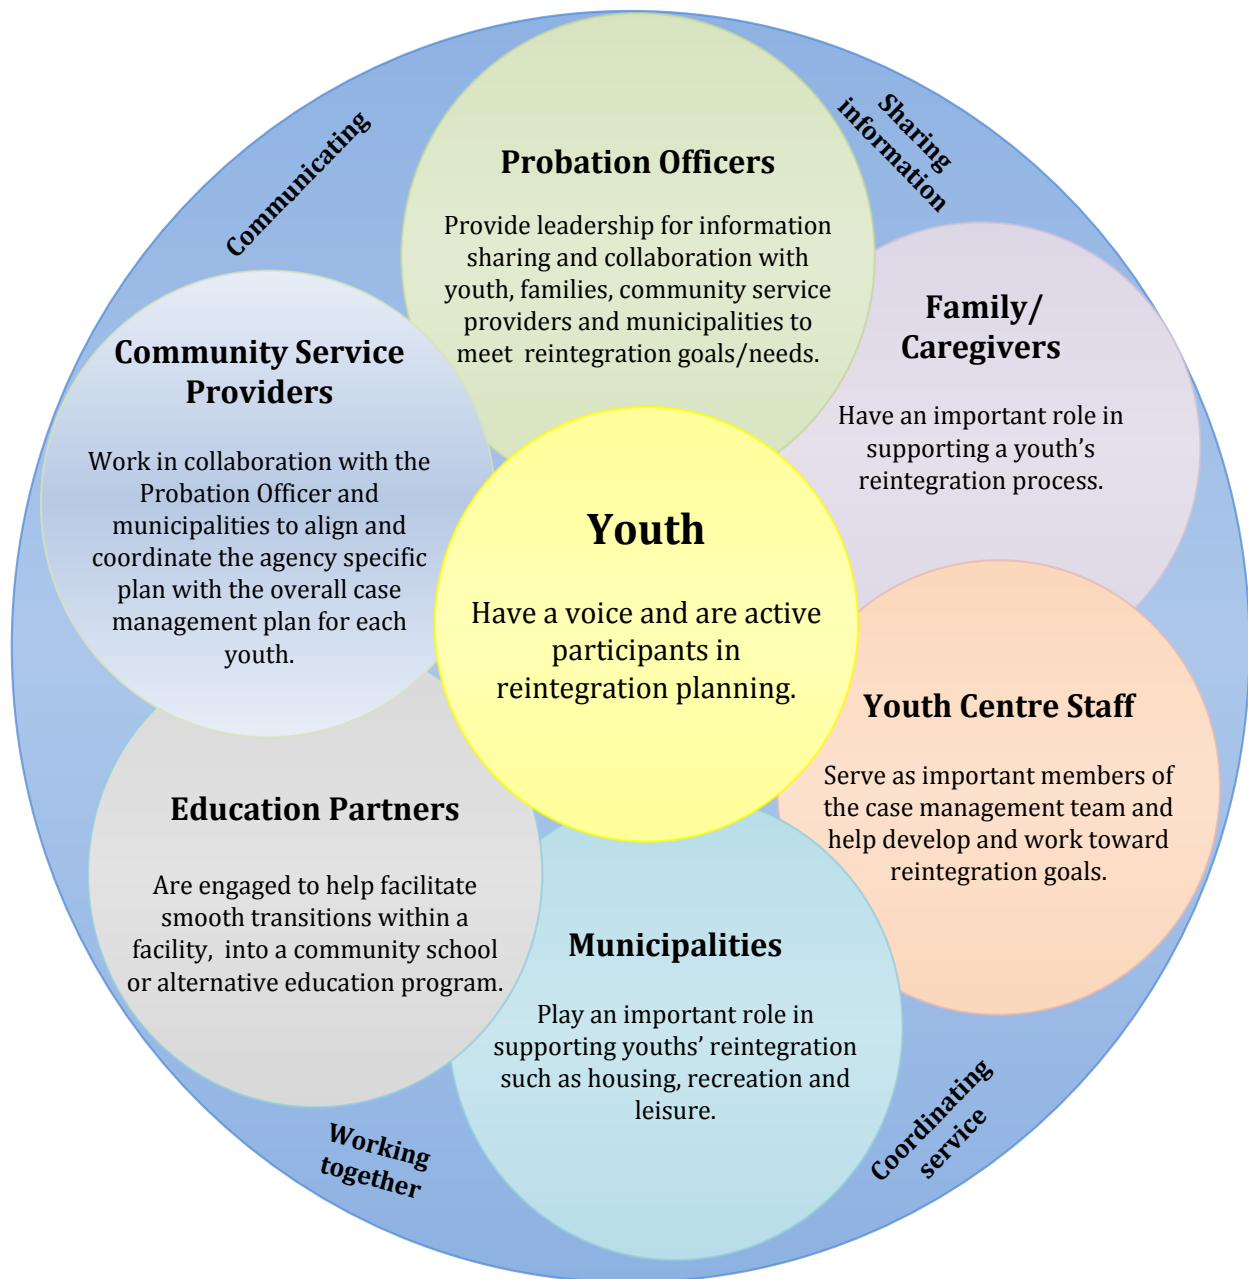 Communicating
Sharing
information
Probation Officers
Provide leadership for information
sharing and collaboration with
youth, families, community service
providers and municipalities to
meet  reintegration goals/needs.
Family/
Caregivers
Have an important role in
supporting a youth’s
reintegration process.
Community Service
Providers
Work in collaboration with the
Probation Officer and
municipalities to align and
coordinate the agency specific
plan with the overall case
management plan for each
youth.
Youth
Have a voice and are active
participants in
reintegration planning.
Youth Centre Staff
Serve as important members of
the case management team and
help develop and work toward
reintegration goals.
Education Partners
Are engaged to help facilitate
smooth transitions within a
facility,  into a community school
or alternative education program.
Municipalities
Play an important role in
supporting youths’ reintegration
such as housing, recreation and
leisure.
Working
together
Coordinating
service